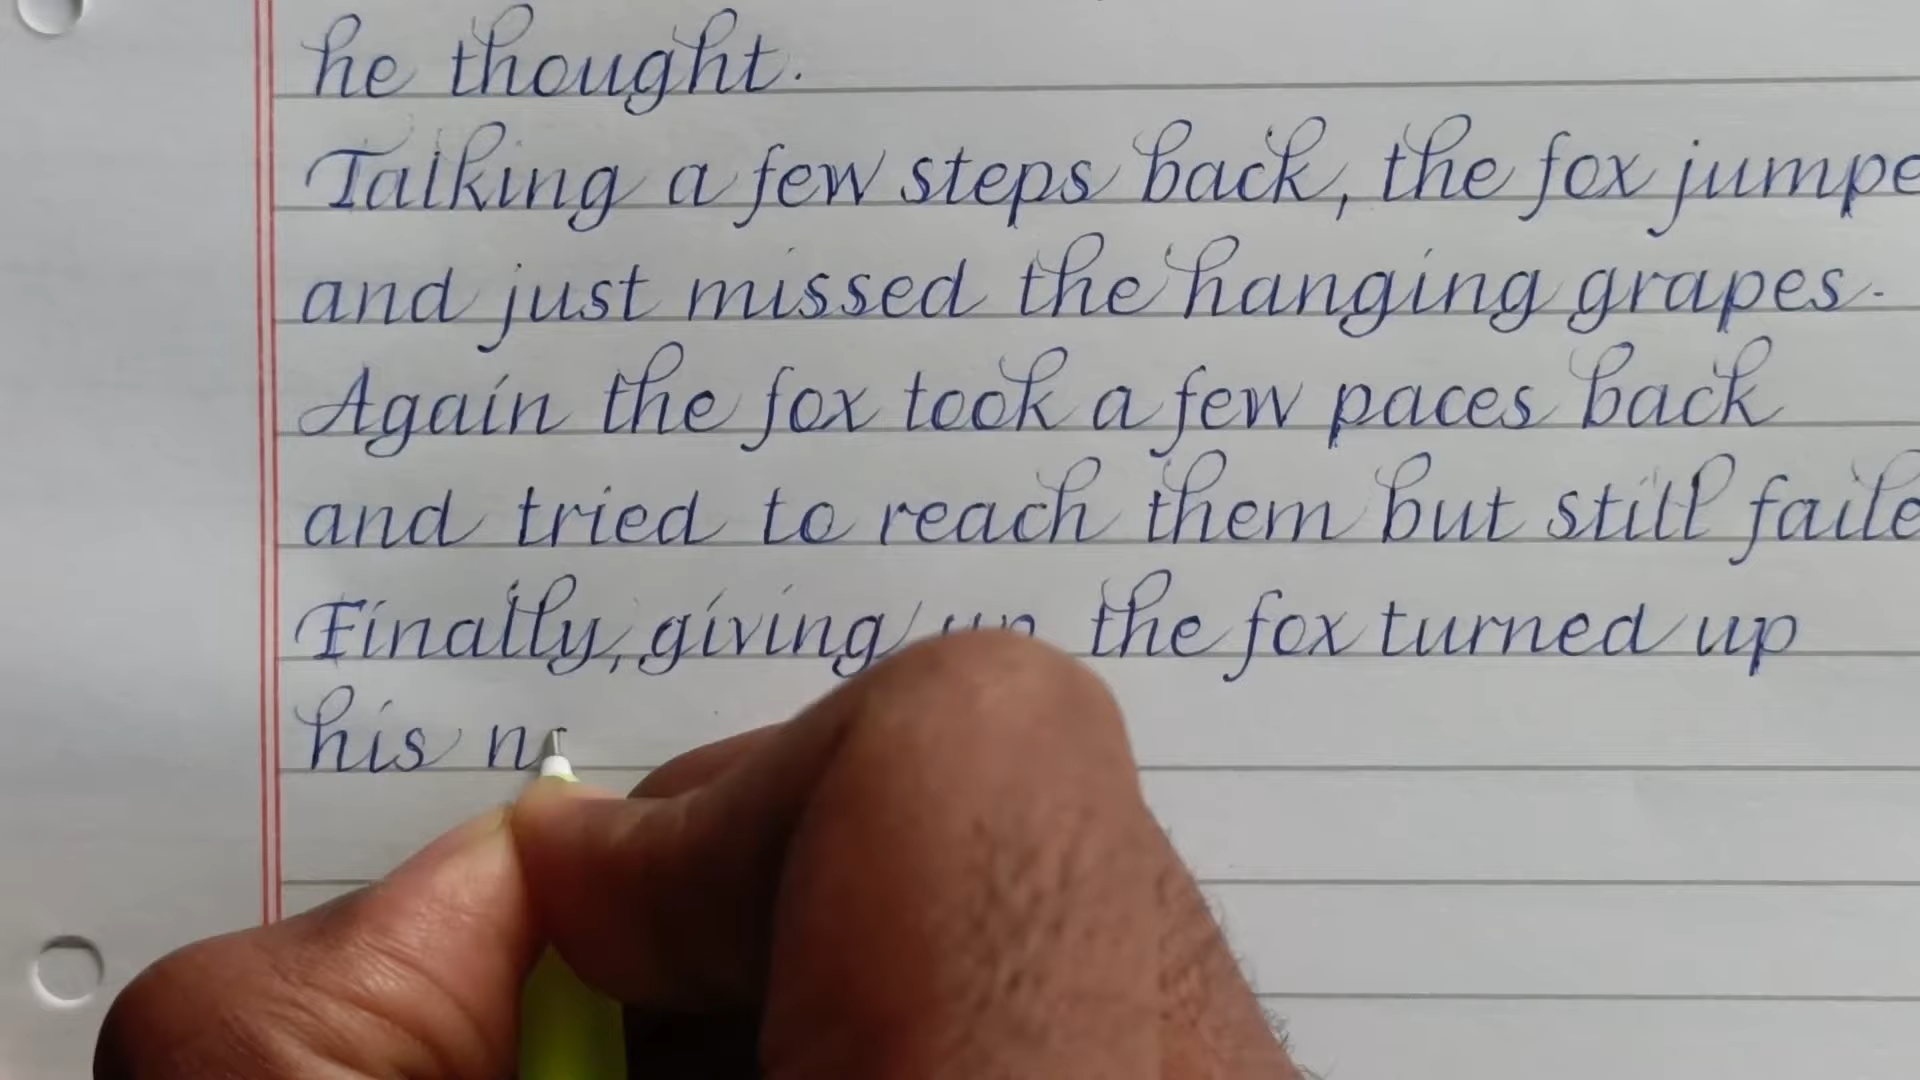 he thought.
Talking a few steps back, the fox jumpe
and just missed the hanging grapes.
Again the fox took a few paces back
and tried to reach them but still faile
Finally, giving up the fox turned up
his n